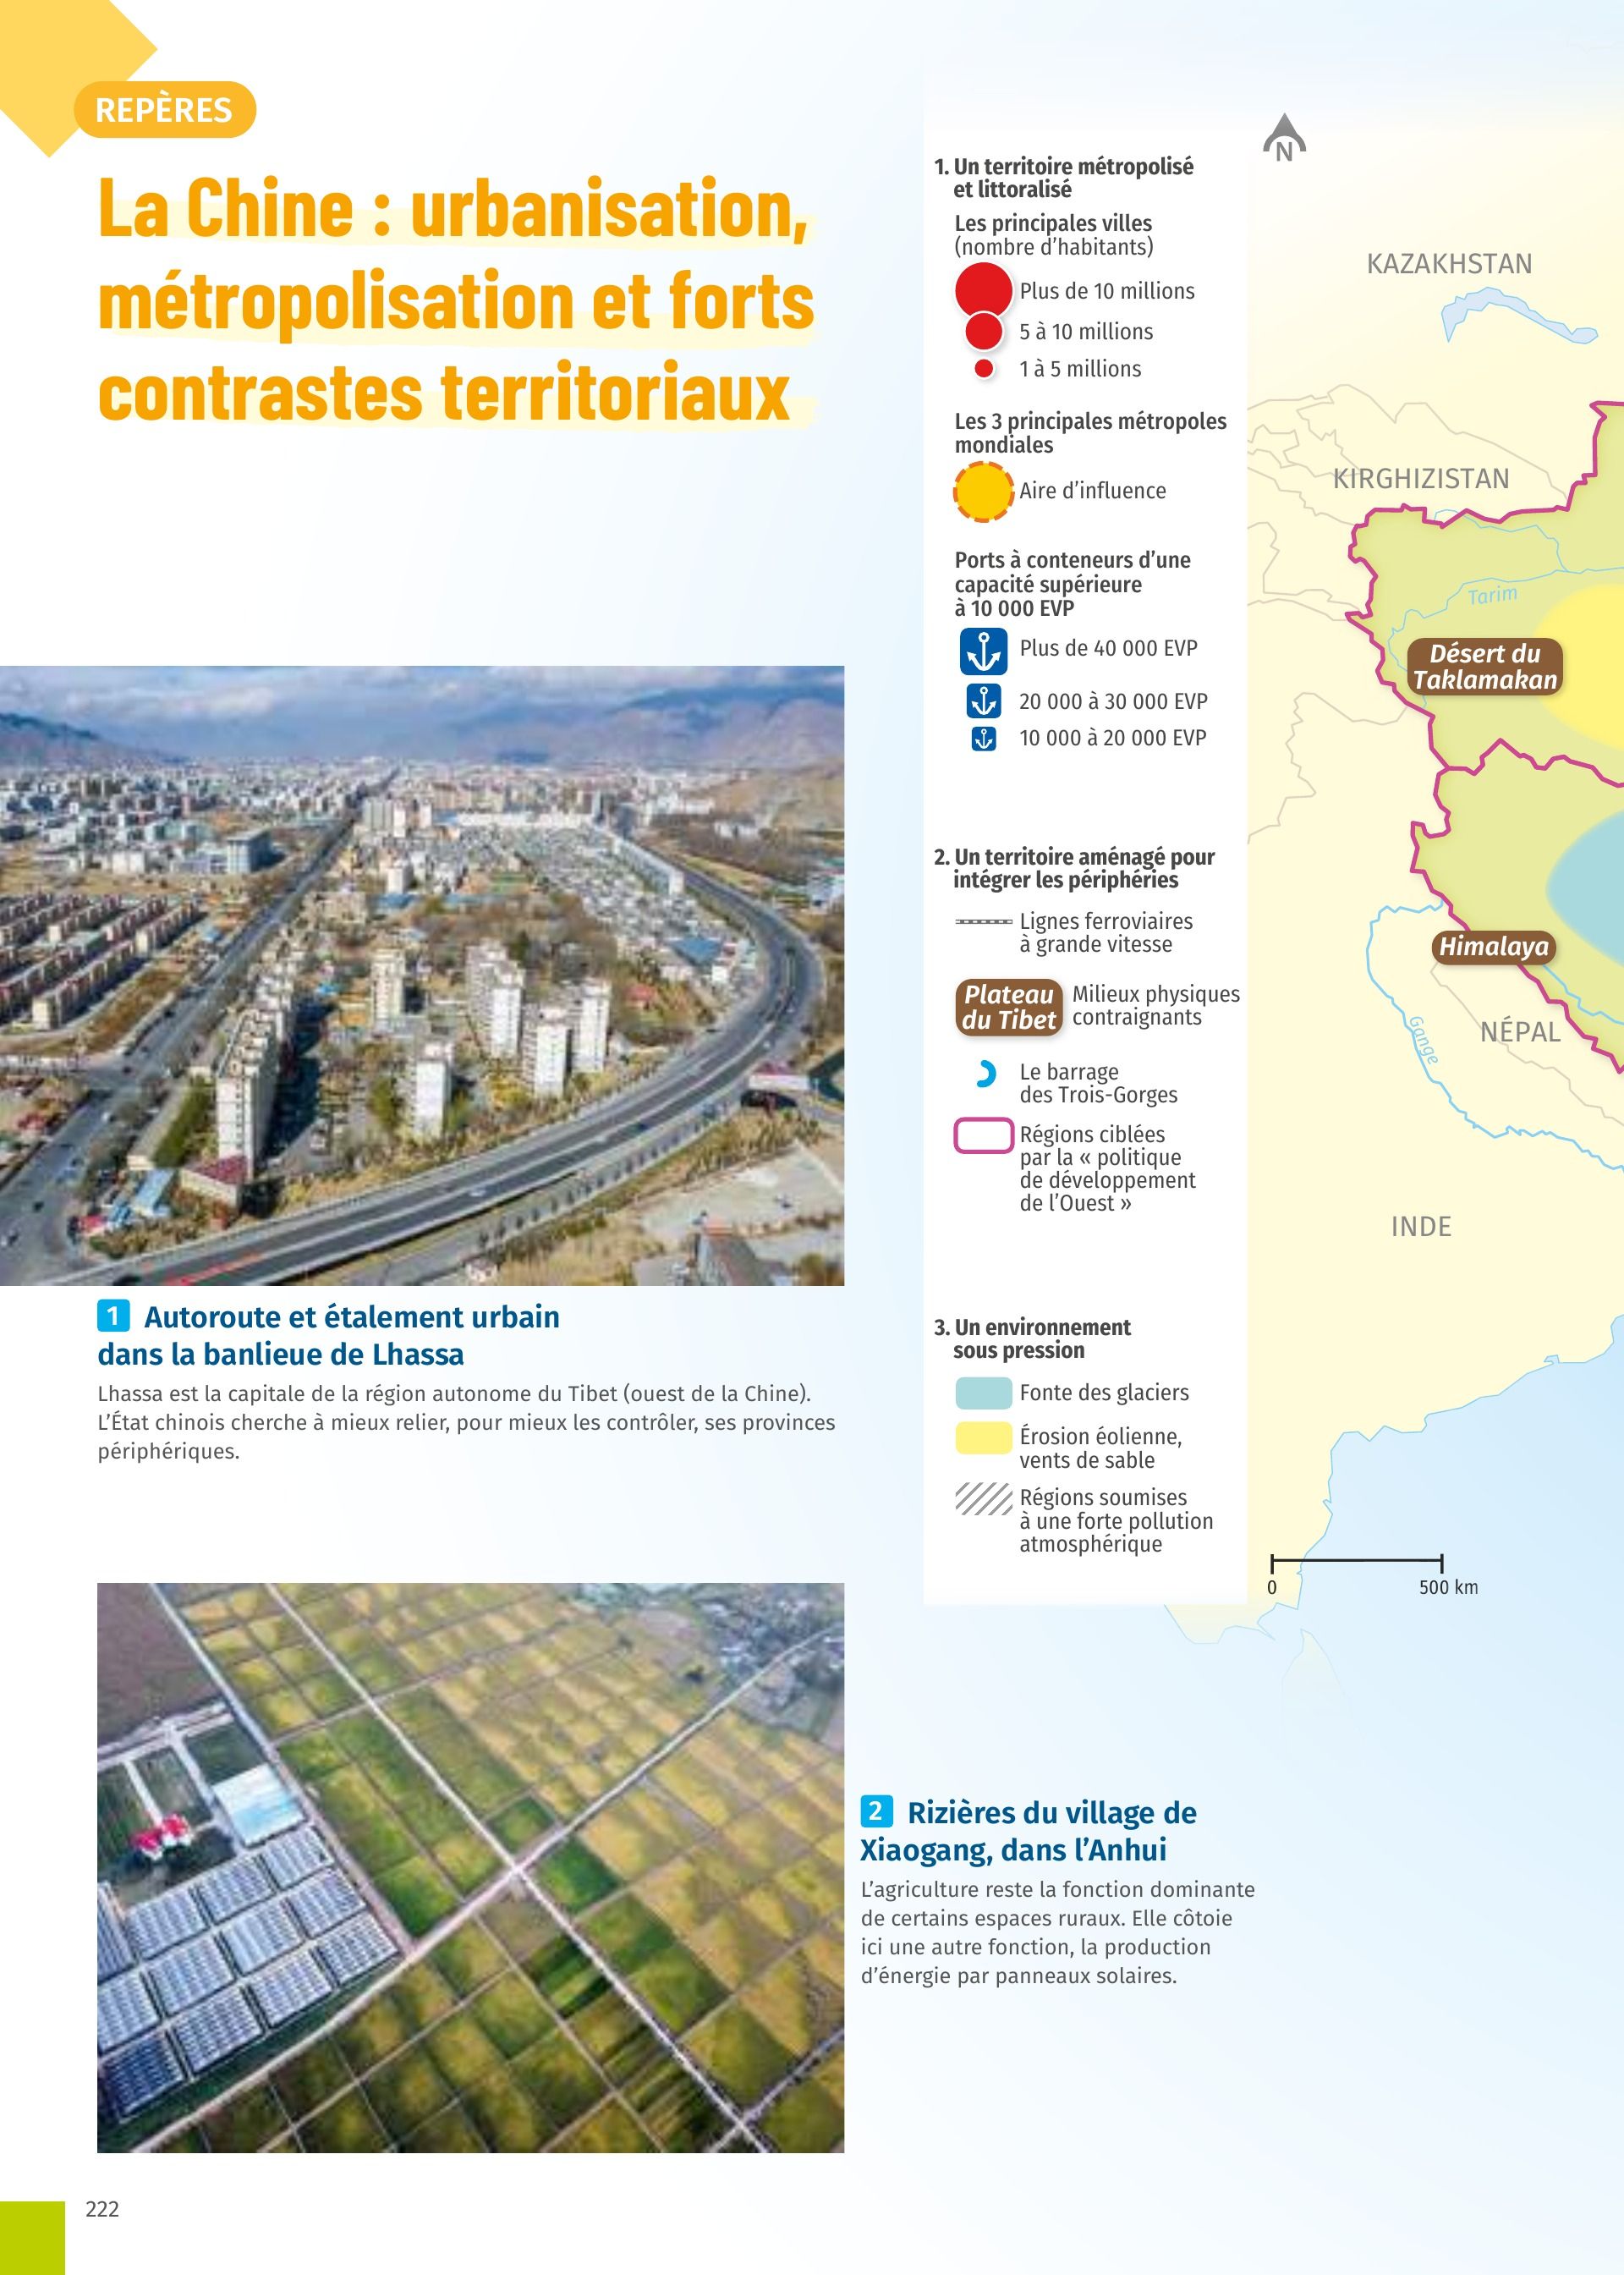 REPÈRES
La Chine : urbanisation,
métropolisation et forts
contrastes territoriaux
1. Un territoire métropolisé
et littoralisé
Les principales villes
(nombre d'habitants)
Plus de 10 millions
5 à 10 millions
1 à 5 millions
Les 3 principales métropoles
mondiales
Aire d'influence
Ports à conteneurs d'une
capacité supérieure
à 10 000 EVP
Plus de 40 000 EVP
20 000 à 30 000 EVP
10 000 à 20 000 EVP
2. Un territoire aménagé pour
intégrer les périphéries
Lignes ferroviaires
à grande vitesse
Plateau
du Tibet
Milieux physiques
contraignants
Le barrage
des Trois-Gorges
Régions ciblées
par la « politique
de développement
de l'Ouest »
3. Un environnement
sous pression
Fonte des glaciers
Érosion éolienne,
vents de sable
Régions soumises
à une forte pollution
atmosphérique
N
KAZAKHSTAN
KIRGHIZISTAN
Tarim
Désert du
Taklamakan
Himalaya
Gange
NÉPAL
INDE
0
500 km
1 Autoroute et étalement urbain
dans la banlieue de Lhassa
Lhassa est la capitale de la région autonome du Tibet (ouest de la Chine).
L'État chinois cherche à mieux relier, pour mieux les contrôler, ses provinces
périphériques.
2 Rizières du village de
Xiaogang, dans l'Anhui
L'agriculture reste la fonction dominante
de certains espaces ruraux. Elle côtoie
ici une autre fonction, la production
d'énergie par panneaux solaires.
222